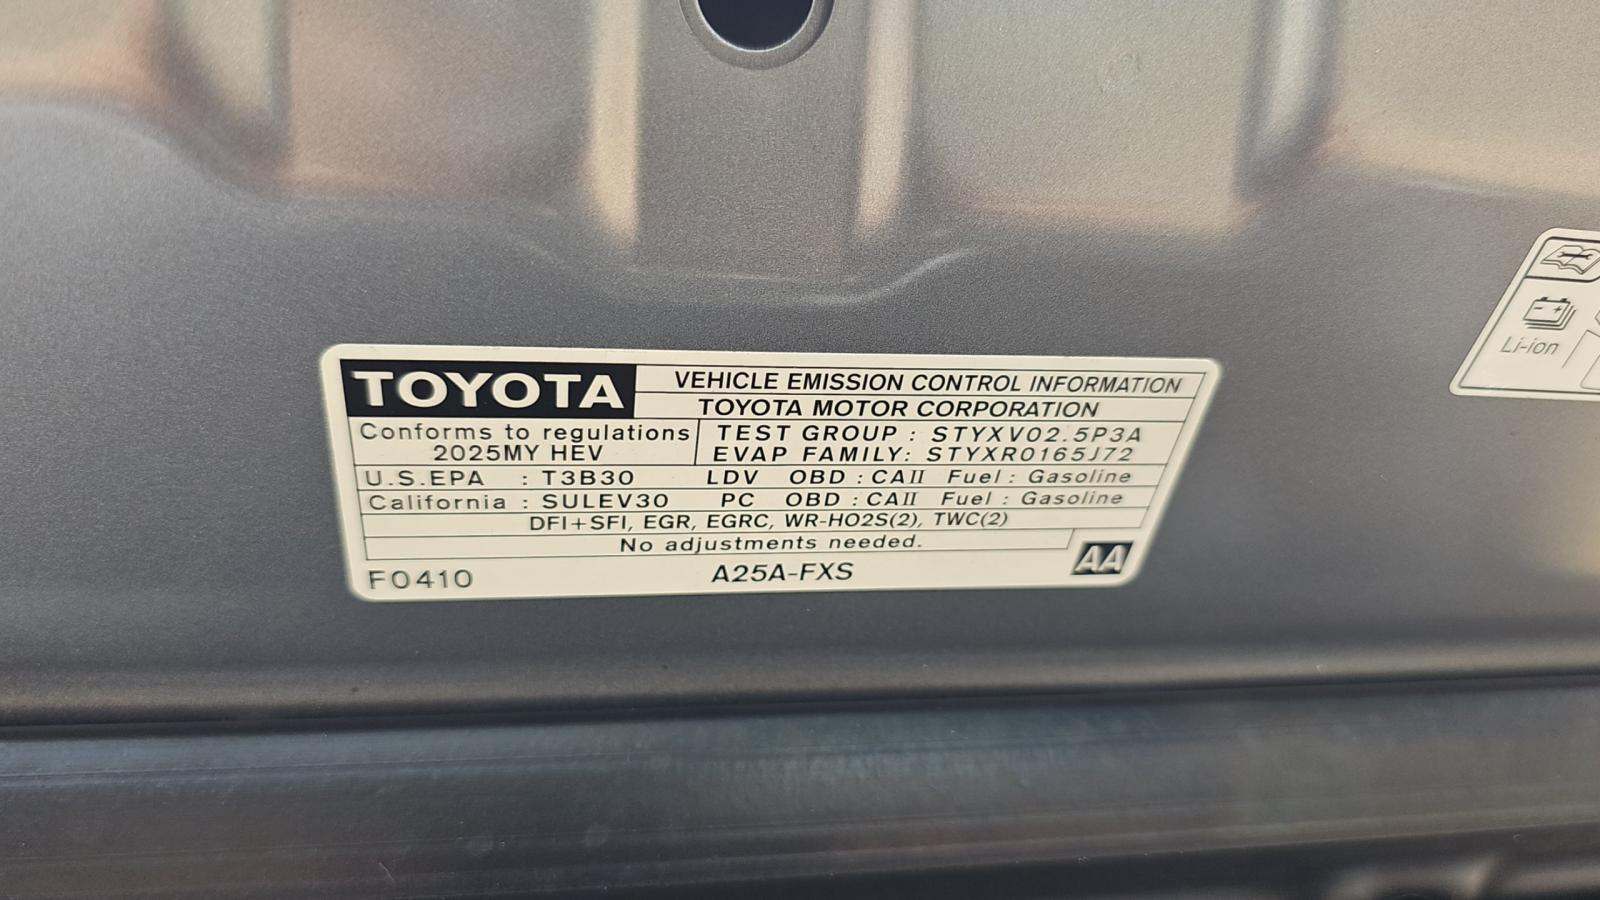 TOYOTA
VEHICLE EMISSION CONTROL INFORMATION
TOYOTA MOTOR CORPORATION
Conforms to regulations
2025MY HEV
TEST GROUP : STYXV02.5P3A
EVAP FAMILY: STYXR0165J72
U.S.EPA : T3B30 LDV OBD : CAII Fuel : Gasoline
California : SULEV30 PC OBD : CAII Fuel : Gasoline
DFI+SFI, EGR, EGRC, WR-HO2S(2), TWC(2)
No adjustments needed.
F0410
A25A-FXS
AA
Li-ion